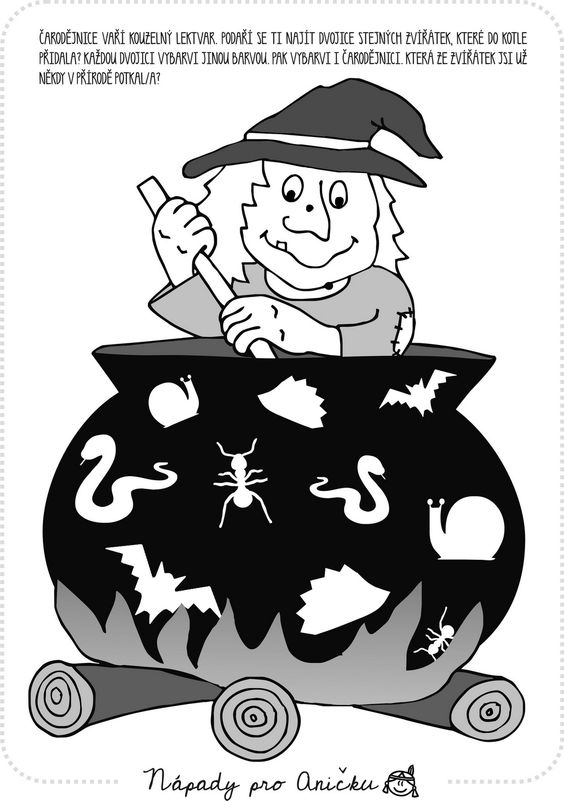 ČARODĚJNICE VAŘÍ KOUZELNÝ LEKTVAR. PODAŘÍ SE TI NAJÍT DVOJICE STEJNÝCH ZVÍŘÁTEK, KTERÉ DO KOTLE
PŘIDALA? KAŽDOU DVOJICI VYBARVI JINOU BARVOU. PAK VYBARVI I ČARODĚJNICI. KTERÁ ZE ZVÍŘÁTEK JSI UŽ
NĚKDY V PŘÍRODĚ POTKAL/A?
Nápady pro Aničku